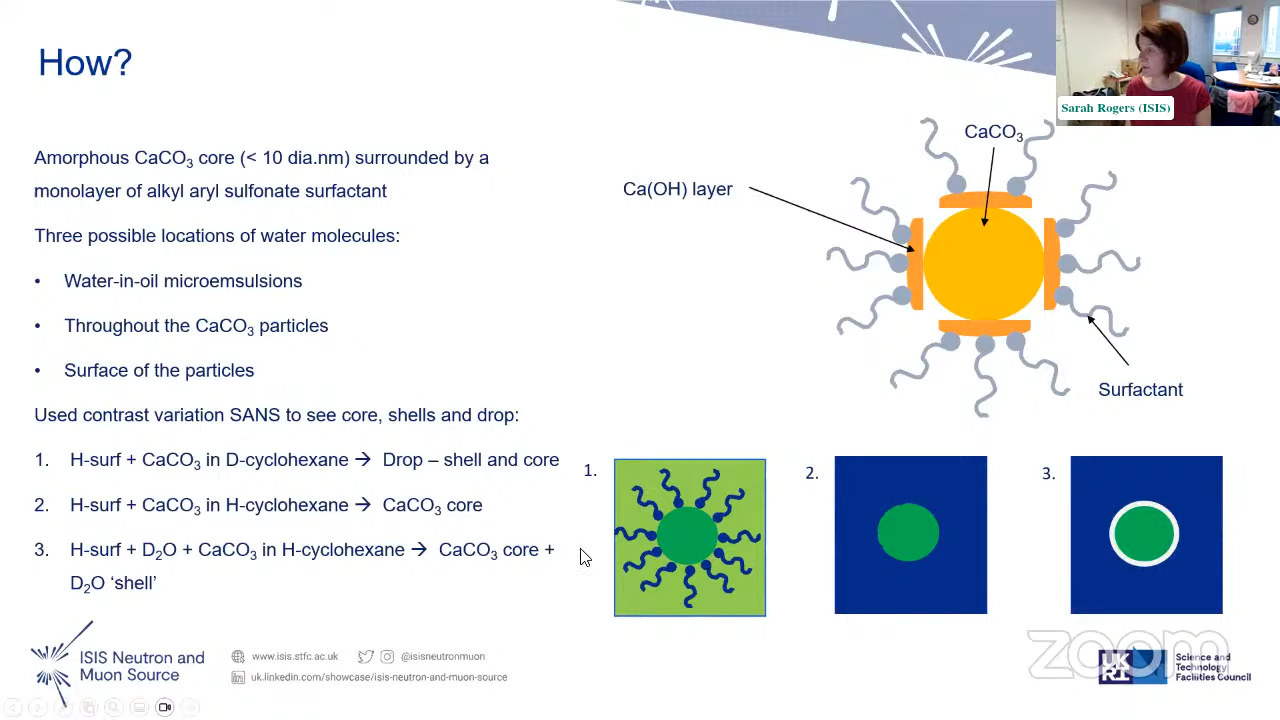 How?
Sarah Rogers (ISIS)
Amorphous CaCO₃ core (< 10 dia.nm) surrounded by a
monolayer of alkyl aryl sulfonate surfactant
Three possible locations of water molecules:
• Water-in-oil microemulsions
• Throughout the CaCO₃ particles
• Surface of the particles
Used contrast variation SANS to see core, shells and drop:
1. H-surf + CaCO₃ in D-cyclohexane → Drop – shell and core
2. H-surf + CaCO₃ in H-cyclohexane → CaCO₃ core
3. H-surf + D₂O + CaCO₃ in H-cyclohexane → CaCO₃ core +
D₂O ‘shell’
CaCO₃
Ca(OH) layer
Surfactant
1.
2.
3.
ISIS Neutron and
Muon Source
www.isis.stfc.ac.uk
@isisneutronmuon
uk.linkedin.com/showcase/isis-neutron-and-muon-source
zoom
UKRI
Science and
Technology
Facilities Council